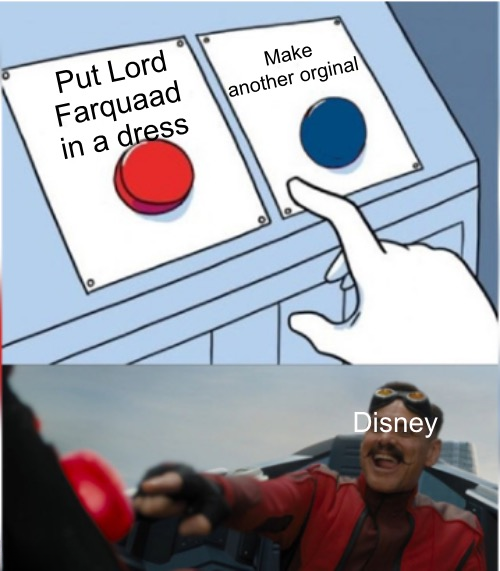 Put Lord
Farquaad
in a dress
Make
another orginal
Disney